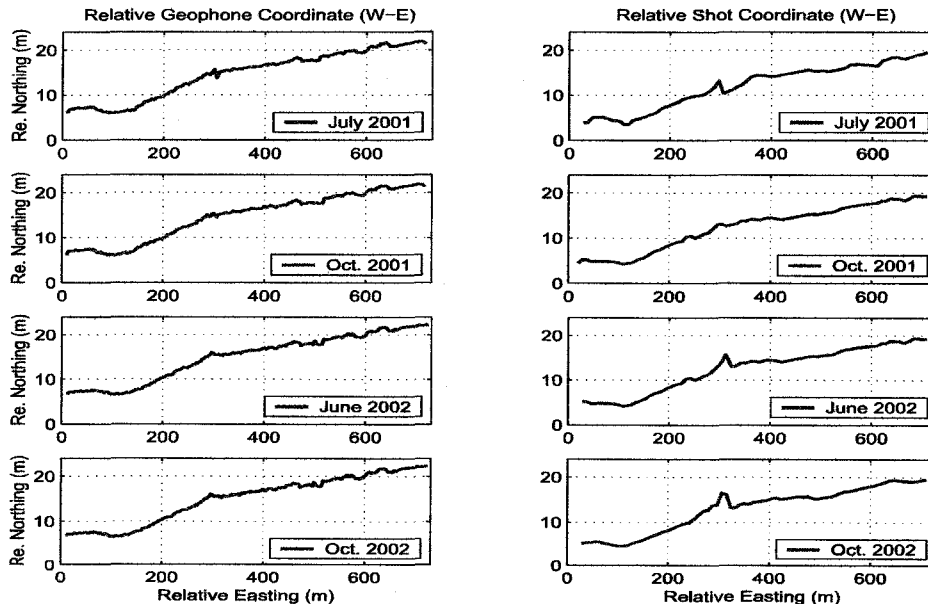 Relative Geophone Coordinate (W-E)
Re. Northing (m)
20
10
0
July 2001
0 200 400 600
Re. Northing (m)
20
10
0
Oct. 2001
0 200 400 600
Re. Northing (m)
20
10
0
June 2002
0 200 400 600
Re. Northing (m)
20
10
0
Oct. 2002
0 200 400 600
Relative Easting (m)
Relative Shot Coordinate (W-E)
20
10
0
July 2001
0 200 400 600
20
10
0
Oct. 2001
0 200 400 600
20
10
0
June 2002
0 200 400 600
20
10
0
Oct. 2002
0 200 400 600
Relative Easting (m)